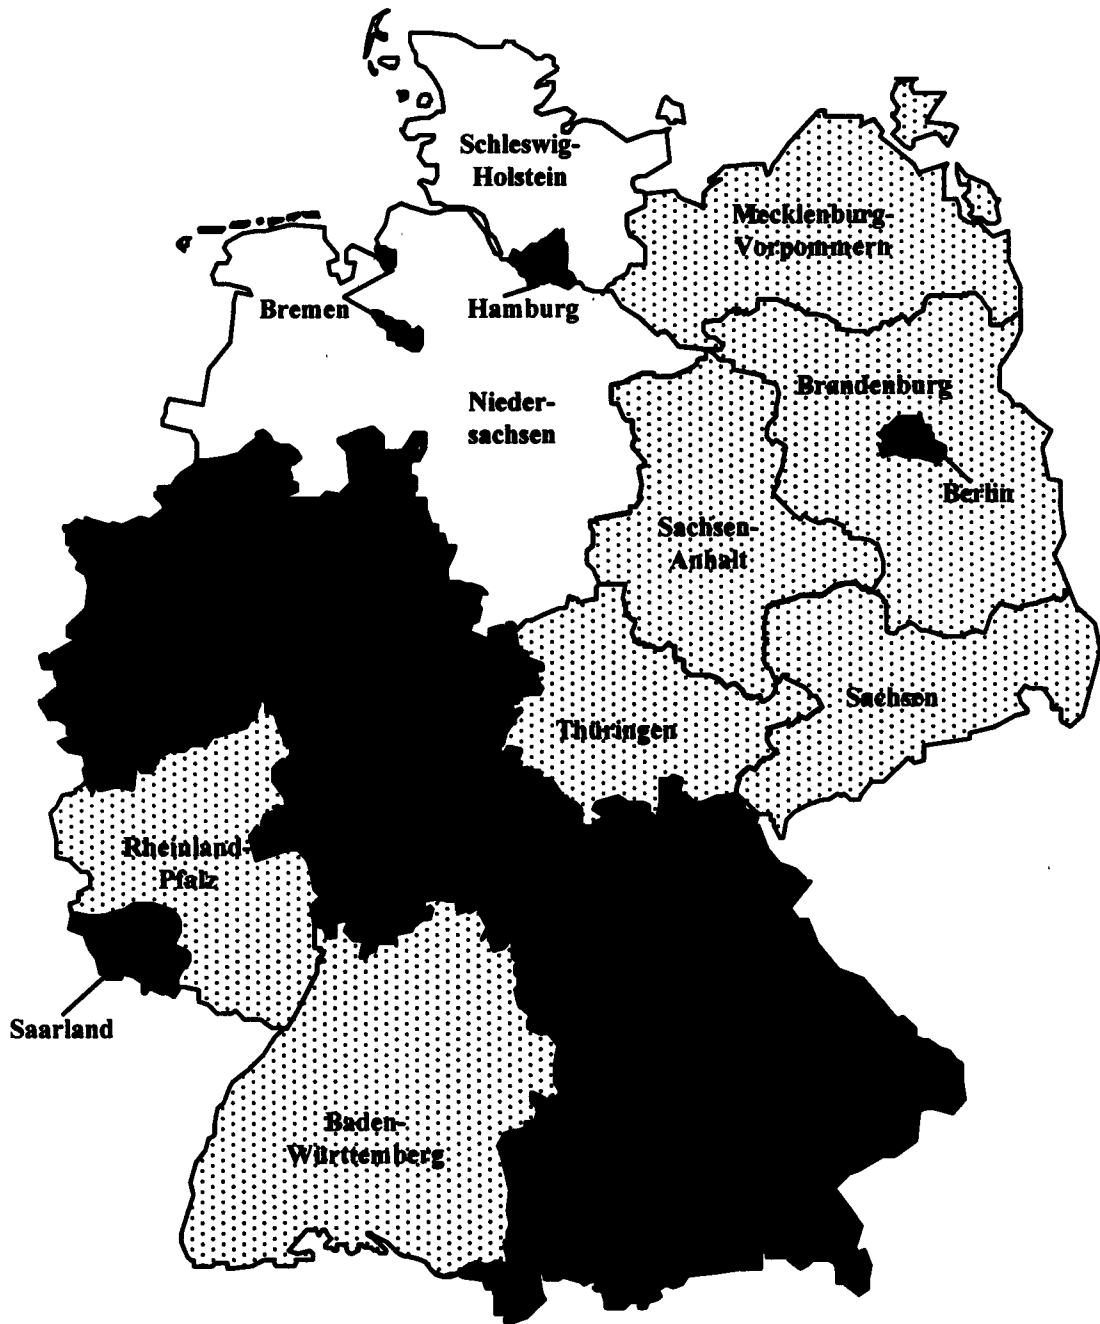 Schleswig-
Holstein
Mecklenburg-
Vorpommern
Bremen
Hamburg
Brandenburg
Nieder-
sachsen
Berlin
Sachsen-
Anhalt
Sachsen
Thüringen
Rheinland-
Pfalz
Saarland
Baden-
Württemberg